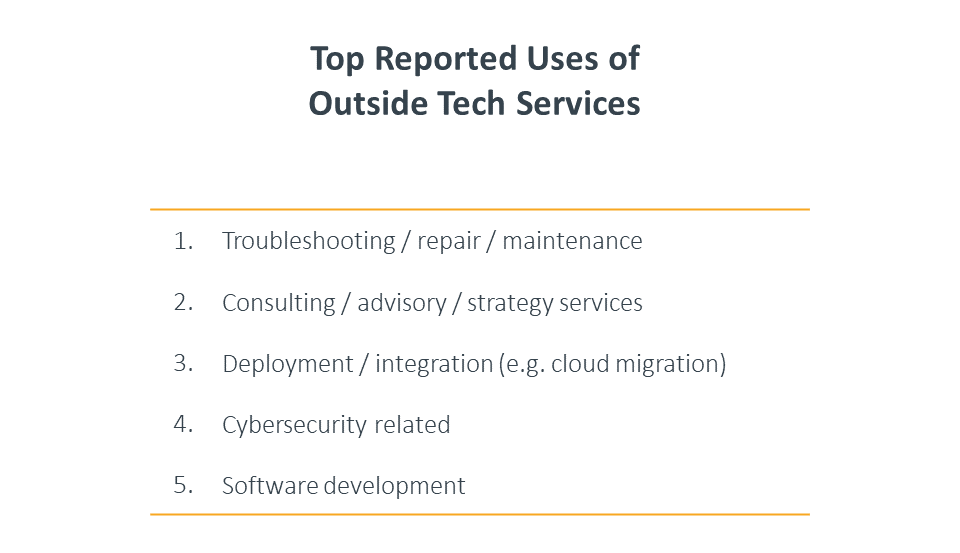 Top Reported Uses of
Outside Tech Services
1. Troubleshooting / repair / maintenance
2. Consulting / advisory / strategy services
3. Deployment / integration (e.g. cloud migration)
4. Cybersecurity related
5. Software development